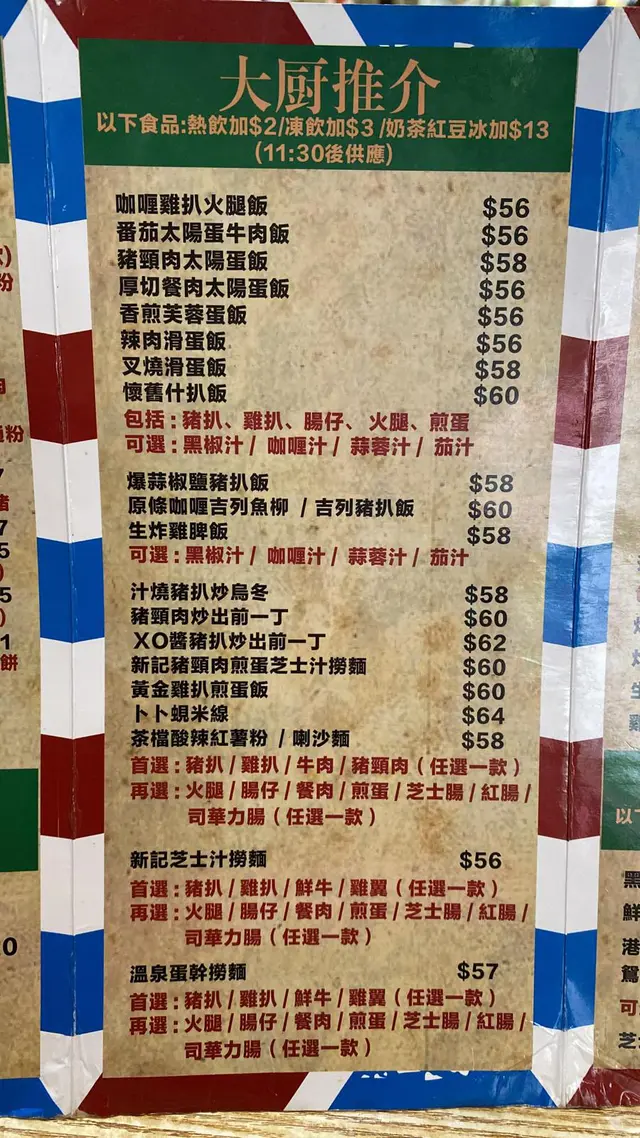 大厨推介
以下食品:熱飲加$2/凍飲加$3 /奶茶紅豆冰加$13
(11:30後供應)
咖喱雞扒火腿飯 $56
番茄太陽蛋牛肉飯 $56
豬頸肉太陽蛋飯 $58
厚切餐肉太陽蛋飯 $56
香煎芙蓉蛋飯 $56
辣肉滑蛋飯 $56
叉燒滑蛋飯 $58
懷舊什扒飯 $60
包括 : 豬扒、雞扒、腸仔、火腿、煎蛋
可選 : 黑椒汁 / 咖喱汁 / 蒜蓉汁 / 茄汁
爆蒜椒鹽豬扒飯 $58
原條咖喱吉列魚柳 / 吉列豬扒飯 $60
生炸雞脾飯 $58
可選 : 黑椒汁 / 咖喱汁 / 蒜蓉汁 / 茄汁
汁燒豬扒炒烏冬 $58
豬頸肉炒出前一丁 $60
XO醬豬扒炒出前一丁 $62
新記豬頸肉煎蛋芝士汁撈麵 $60
黃金雞扒煎蛋飯 $60
卜卜蜆米線 $64
茶檔酸辣紅薯粉 / 喇沙麵 $58
首選 : 豬扒 / 雞扒 / 牛肉 / 豬頸肉 ( 任選一款 )
再選 : 火腿 / 腸仔 / 餐肉 / 煎蛋 / 芝士腸 / 紅腸 /
司華力腸 ( 任選一款 )
新記芝士汁撈麵 $56
首選 : 豬扒 / 雞扒 / 鮮牛 / 雞翼 ( 任選一款 )
再選 : 火腿 / 腸仔 / 餐肉 / 煎蛋 / 芝士腸 / 紅腸 /
司華力腸 ( 任選一款 )
溫泉蛋幹撈麵 $57
首選 : 豬扒 / 雞扒 / 鮮牛 / 雞翼 ( 任選一款 )
再選 : 火腿 / 腸仔 / 餐肉 / 煎蛋 / 芝士腸 / 紅腸 /
司華力腸 ( 任選一款 )